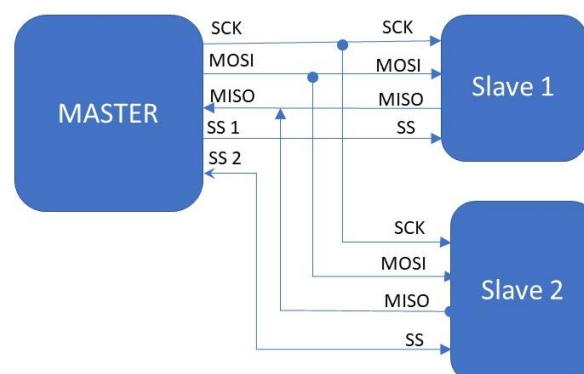 SCK
SCK
MOSI
MOSI
MASTER
MISO
MISO
Slave 1
SS 1
SS
SS 2
SCK
MOSI
MISO
Slave 2
SS